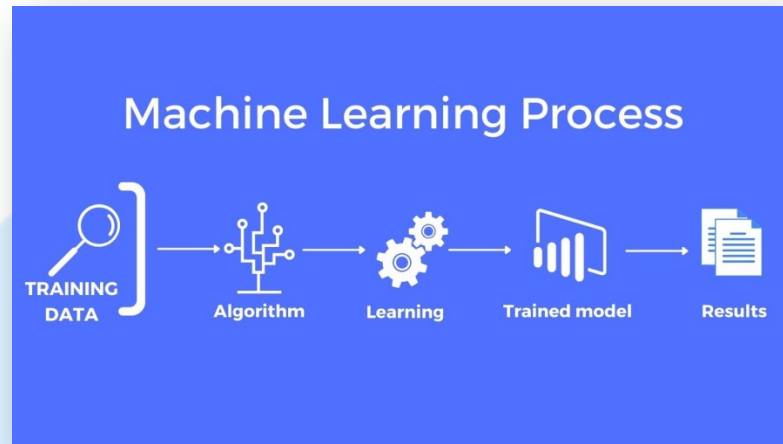 Machine Learning Process
TRAINING
DATA
Algorithm
Learning
Trained model
Results